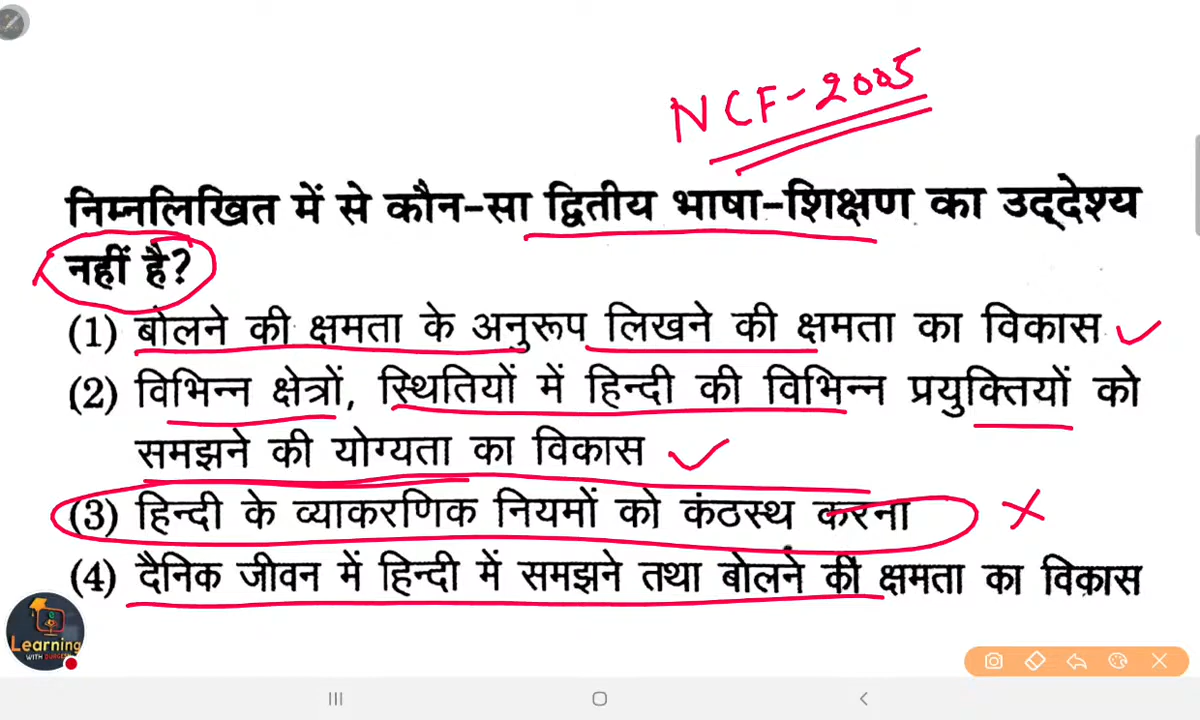 NCF-2005
निम्नलिखित में से कौन-सा द्वितीय भाषा-शिक्षण का उद्देश्य
नहीं है?
(1) बोलने की क्षमता के अनुरूप लिखने की क्षमता का विकास
(2) विभिन्न क्षेत्रों, स्थितियों में हिन्दी की विभिन्न प्रयुक्तियों को
समझने की योग्यता का विकास
(3) हिन्दी के व्याकरणिक नियमों को कंठस्थ करना
(4) दैनिक जीवन में हिन्दी में समझने तथा बोलने की क्षमता का विकास
Learning